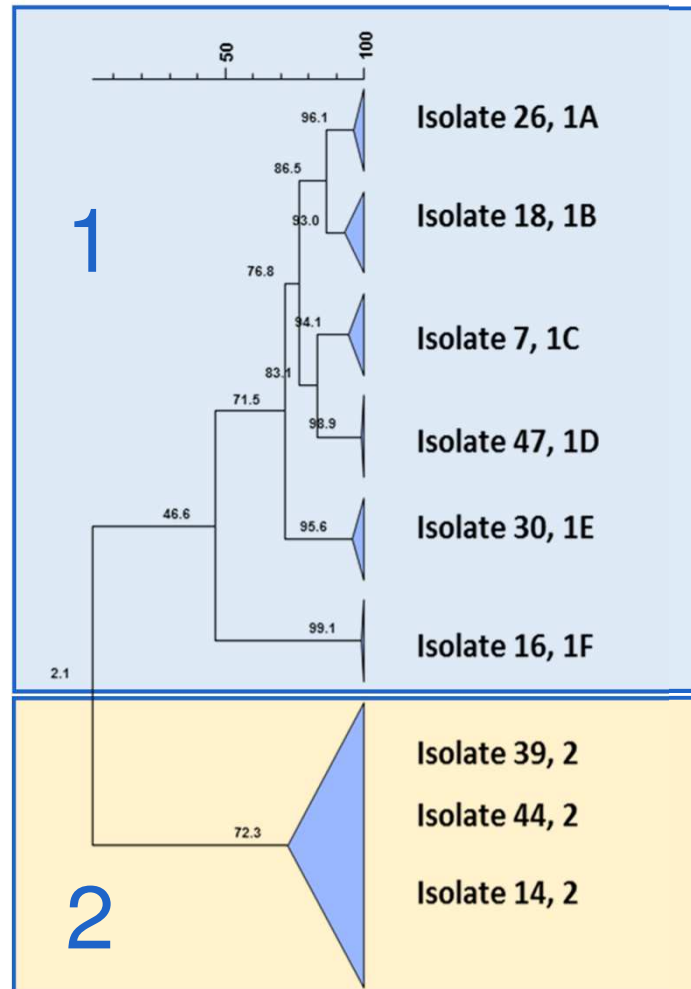 50
100
96.1
Isolate 26, 1A
86.5
1
93.0
Isolate 18, 1B
76.8
94.1
Isolate 7, 1C
83.1
71.5
98.9
Isolate 47, 1D
46.6
95.6
Isolate 30, 1E
99.1
Isolate 16, 1F
2.1
Isolate 39, 2
72.3
Isolate 44, 2
Isolate 14, 2
2